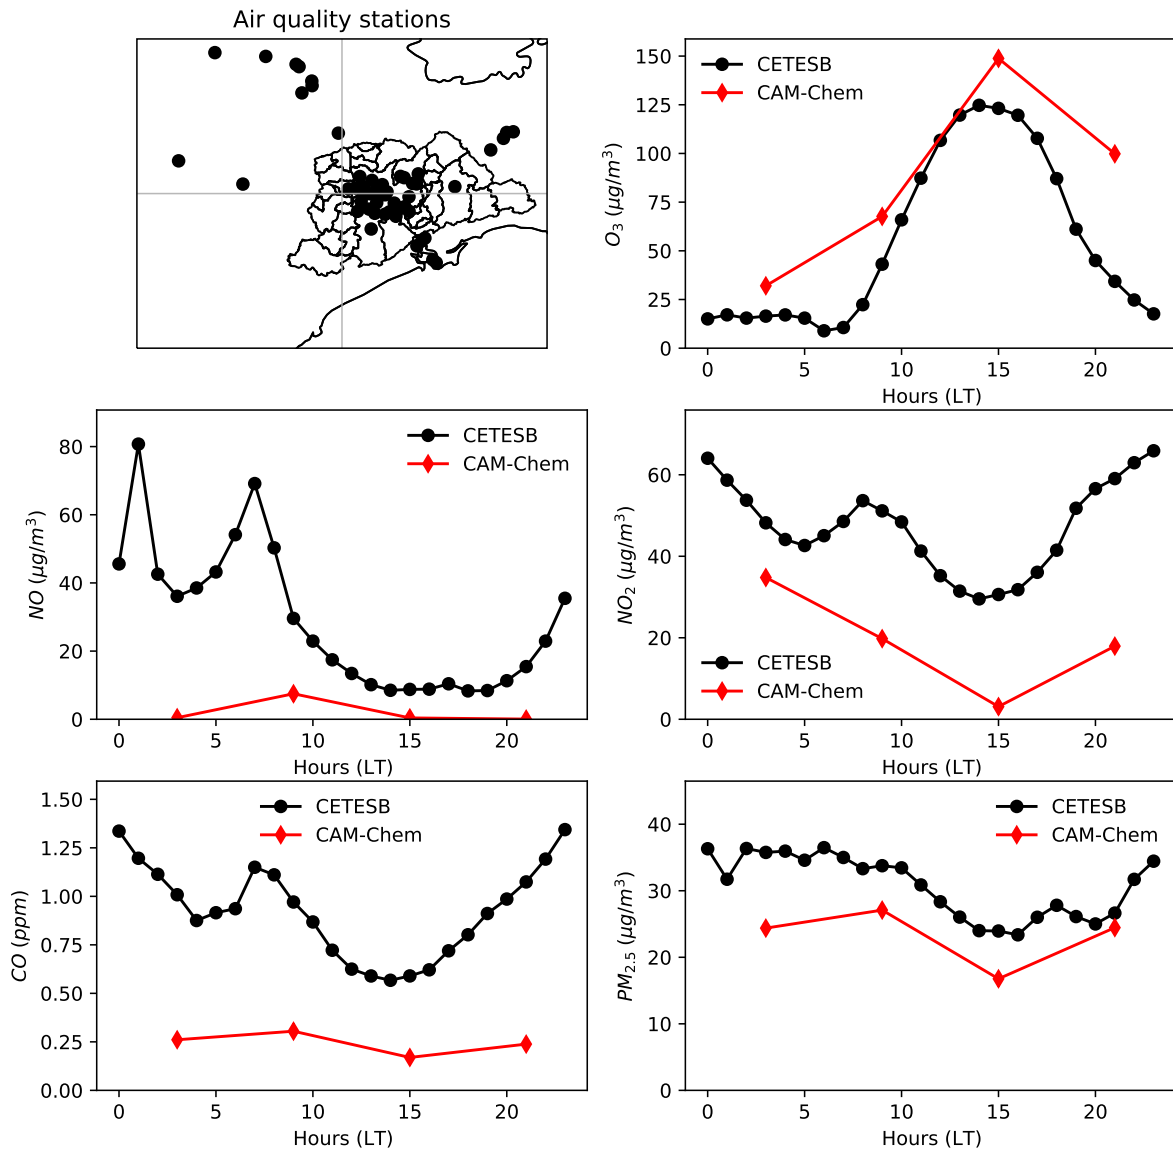 Air quality stations
150
125
100
75
50
25
0
O3 (μg/m3)
CETESB
CAM-Chem
0 5 10 15 20
Hours (LT)
80
60
40
20
0
NO (μg/m3)
CETESB
CAM-Chem
0 5 10 15 20
Hours (LT)
60
40
20
0
NO2 (μg/m3)
CETESB
CAM-Chem
0 5 10 15 20
Hours (LT)
1.50
1.25
1.00
0.75
0.50
0.25
0.00
CO (ppm)
CETESB
CAM-Chem
0 5 10 15 20
Hours (LT)
40
30
20
10
0
PM2.5 (μg/m3)
CETESB
CAM-Chem
0 5 10 15 20
Hours (LT)